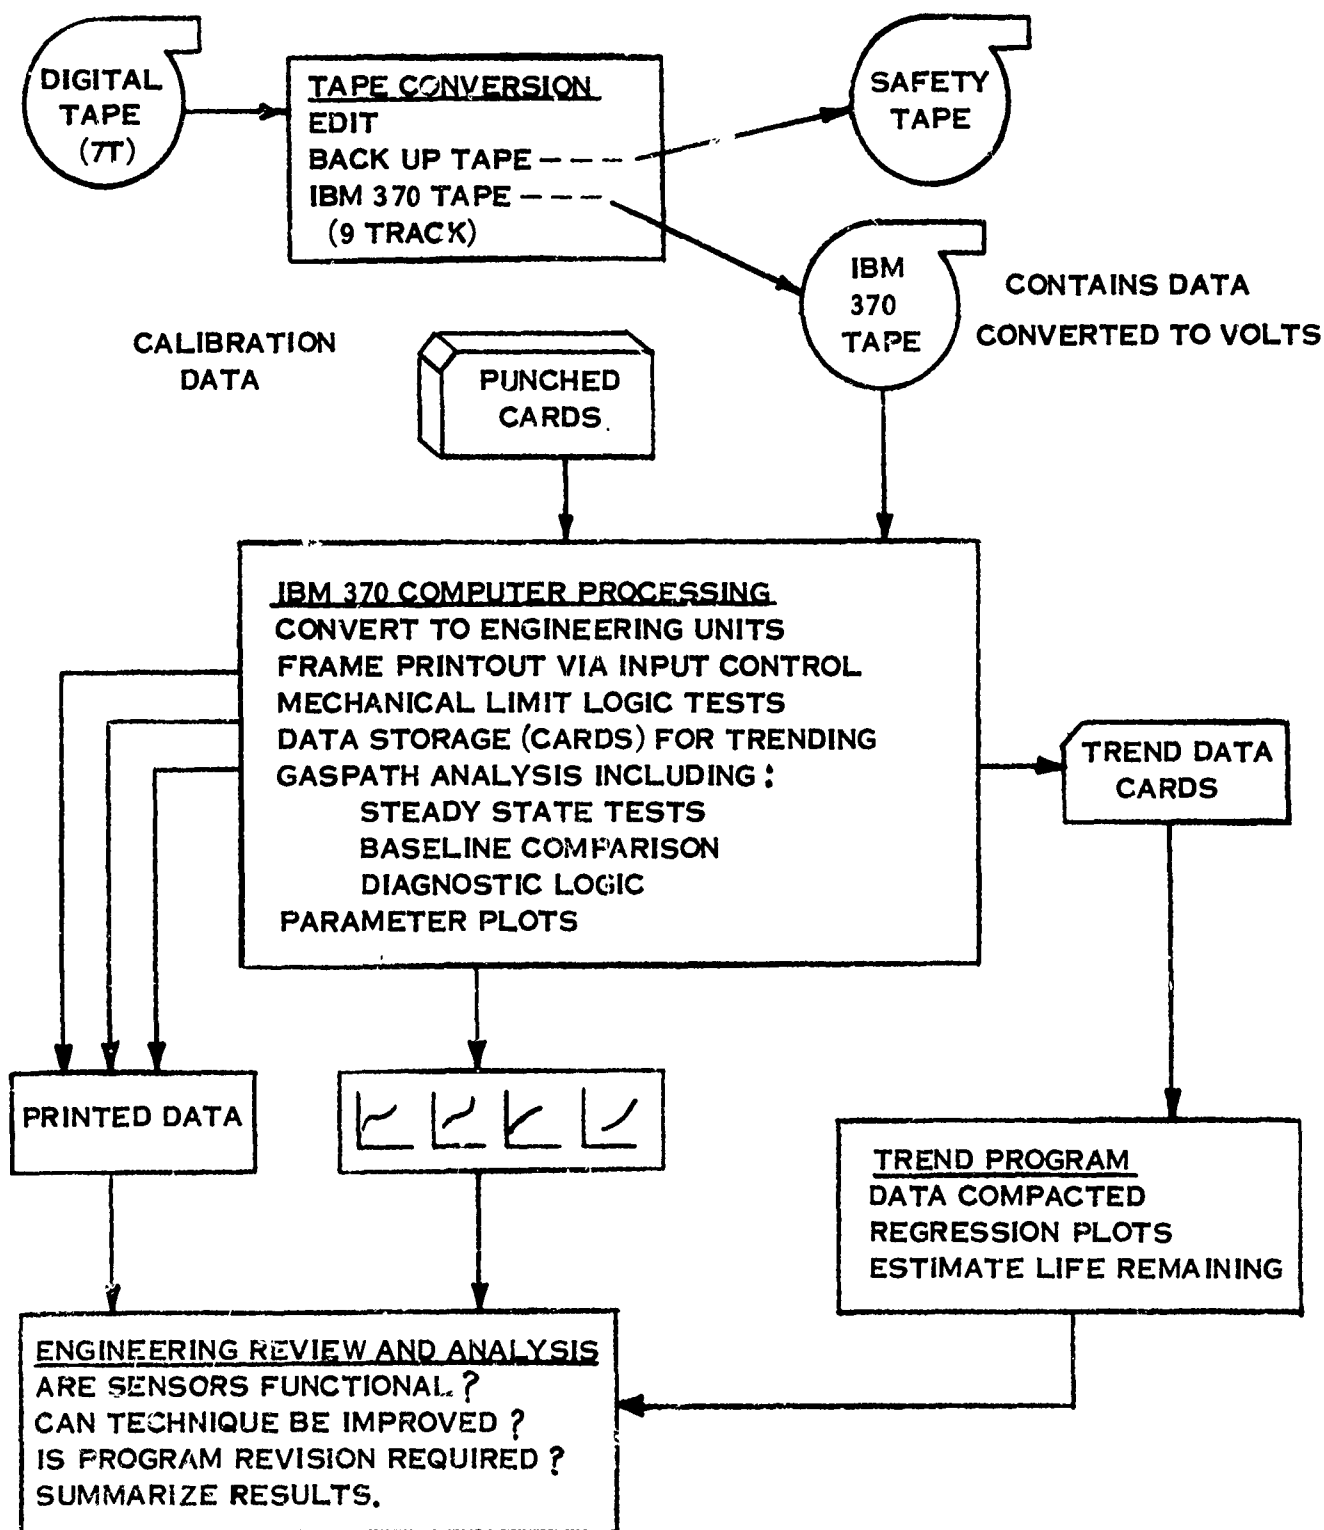 DIGITAL
TAPE
(7T)
TAPE CONVERSION
EDIT
BACK UP TAPE
IBM 370 TAPE
(9 TRACK)
SAFETY
TAPE
IBM
370
TAPE
CONTAINS DATA
CONVERTED TO VOLTS
CALIBRATION
DATA
PUNCHED
CARDS
IBM 370 COMPUTER PROCESSING
CONVERT TO ENGINEERING UNITS
FRAME PRINTOUT VIA INPUT CONTROL
MECHANICAL LIMIT LOGIC TESTS
DATA STORAGE (CARDS) FOR TRENDING
GASPATH ANALYSIS INCLUDING:
STEADY STATE TESTS
BASELINE COMPARISON
DIAGNOSTIC LOGIC
PARAMETER PLOTS
TREND DATA
CARDS
PRINTED DATA
TREND PROGRAM
DATA COMPACTED
REGRESSION PLOTS
ESTIMATE LIFE REMAINING
ENGINEERING REVIEW AND ANALYSIS
ARE SENSORS FUNCTIONAL?
CAN TECHNIQUE BE IMPROVED?
IS PROGRAM REVISION REQUIRED?
SUMMARIZE RESULTS.